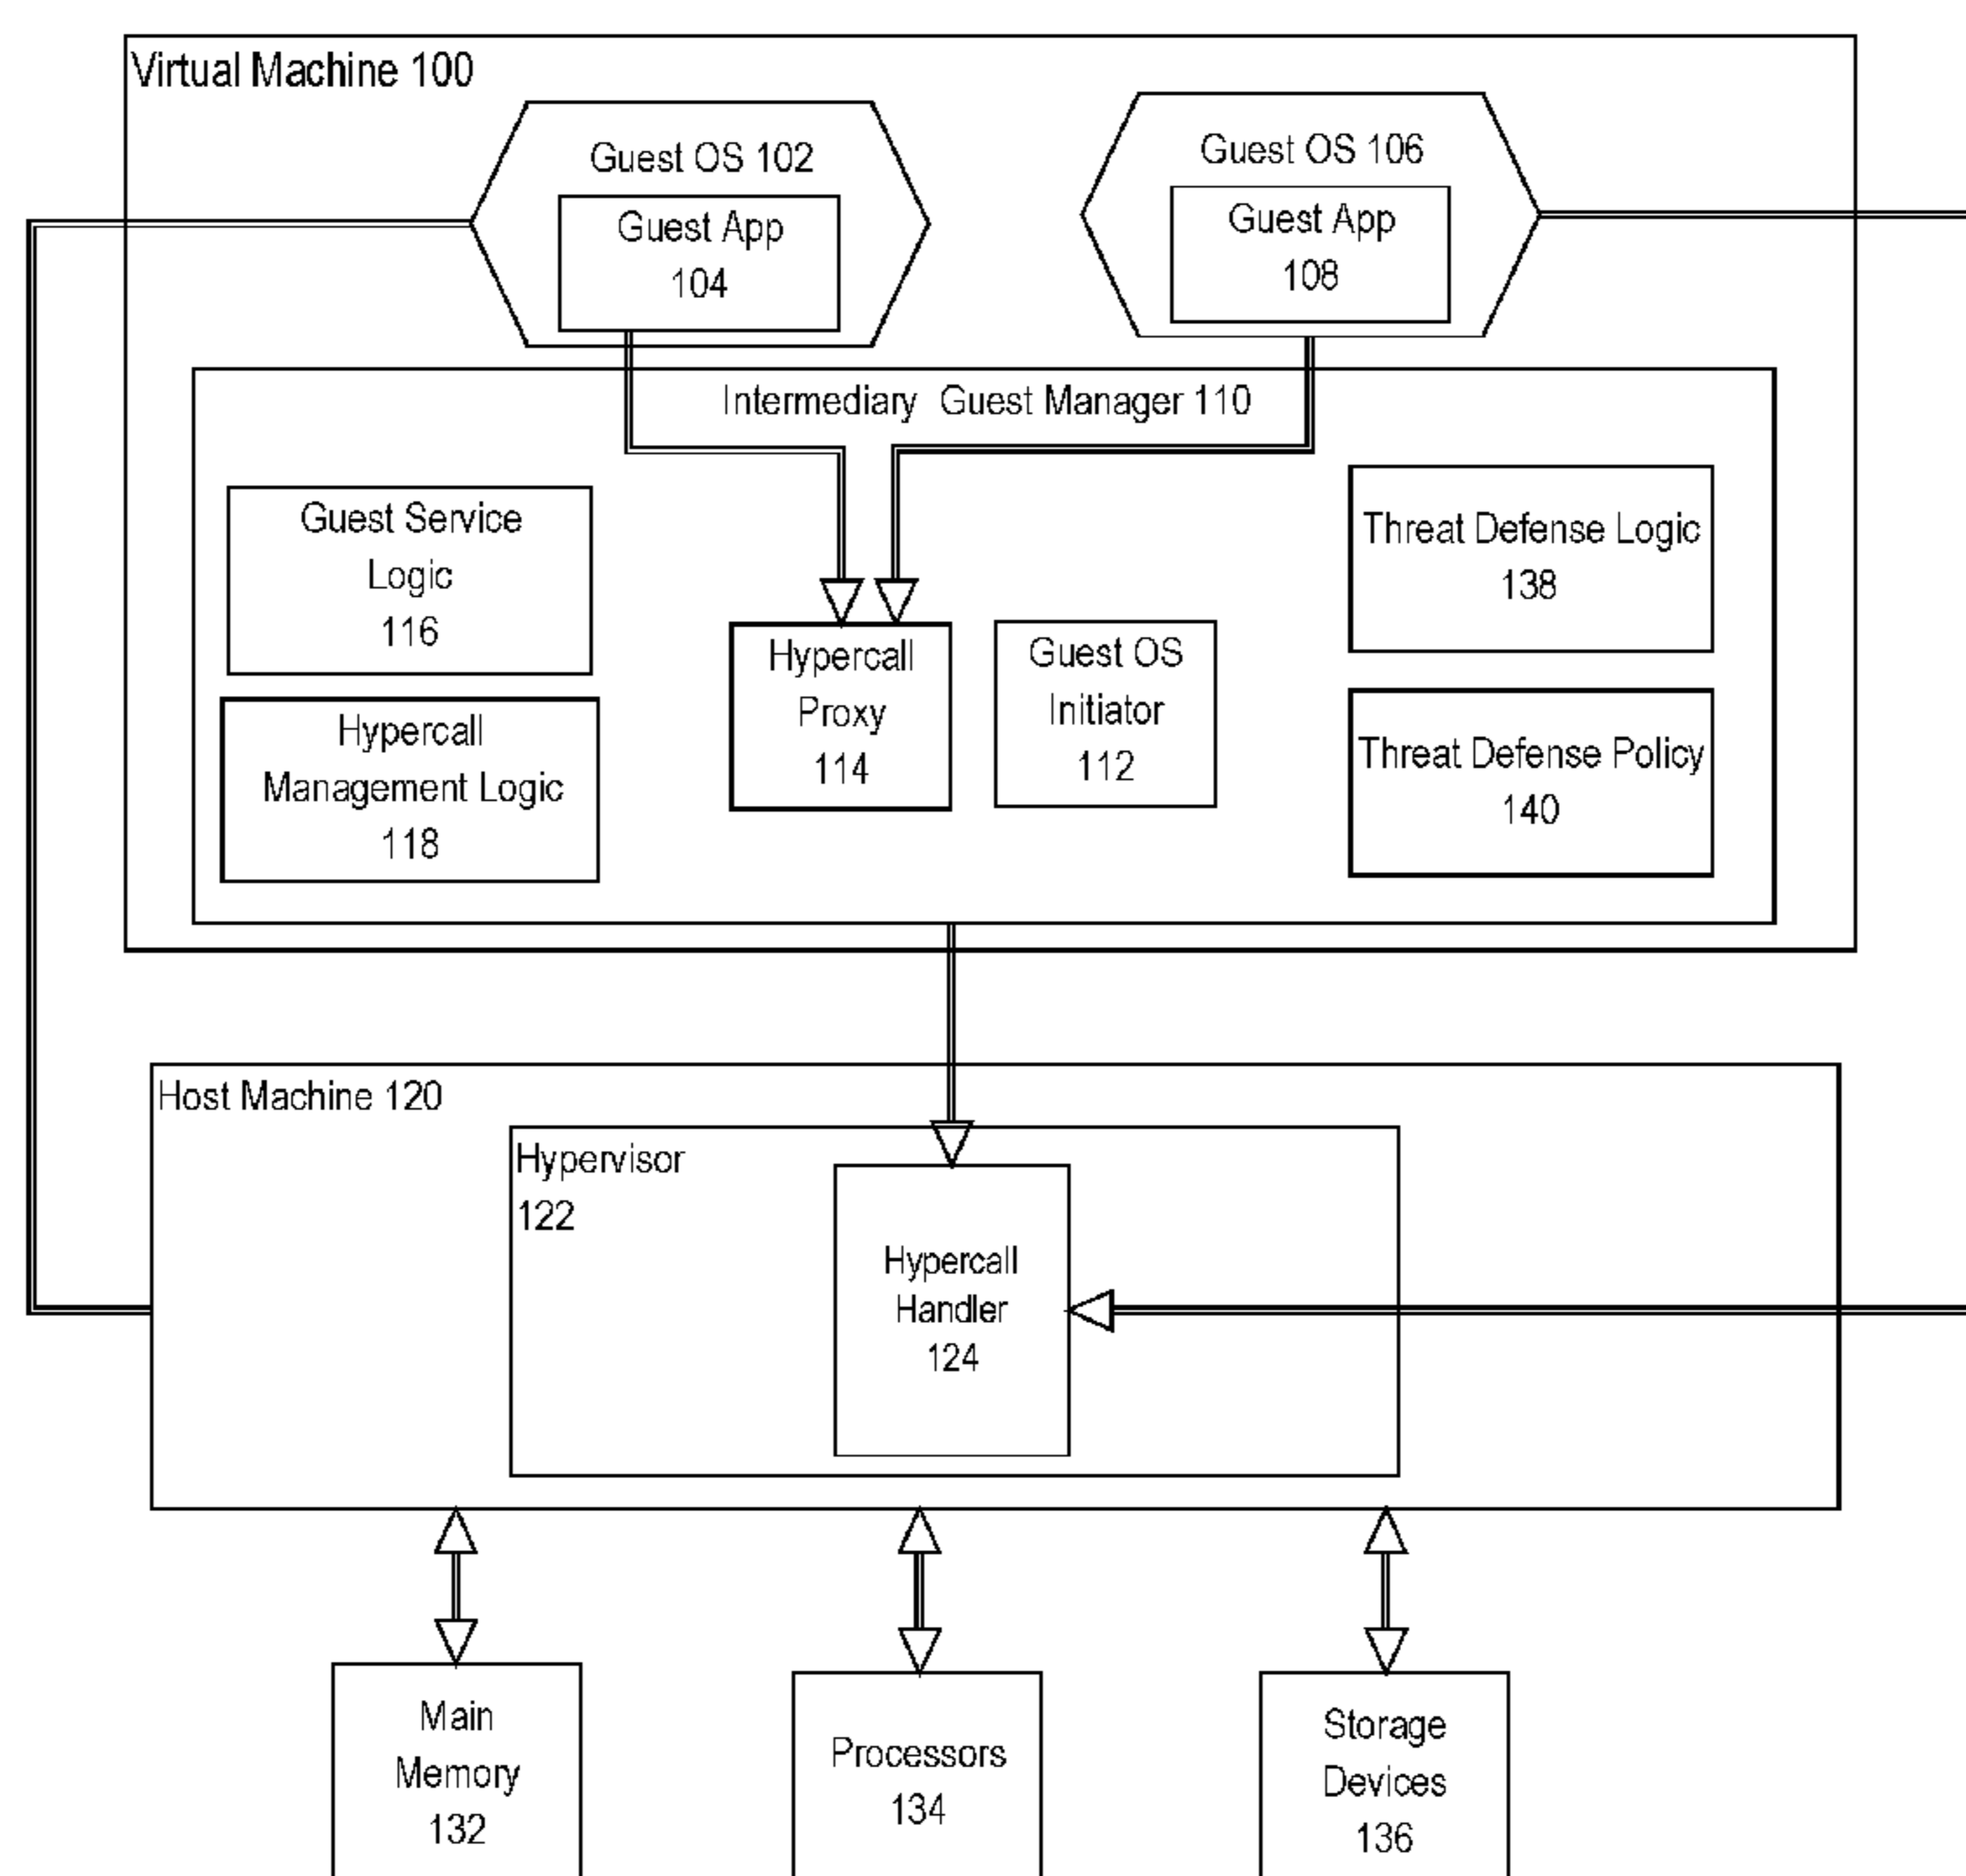 Virtual Machine 100
Guest OS 102
Guest App
104
Guest OS 106
Guest App
108
Intermediary Guest Manager 110
Guest Service
Logic
116
Hypercall
Management Logic
118
Hypercall
Proxy
114
Guest OS
Initiator
112
Threat Defense Logic
138
Threat Defense Policy
140
Host Machine 120
Hypervisor
122
Hypercall
Handler
124
Main
Memory
132
Processors
134
Storage
Devices
136